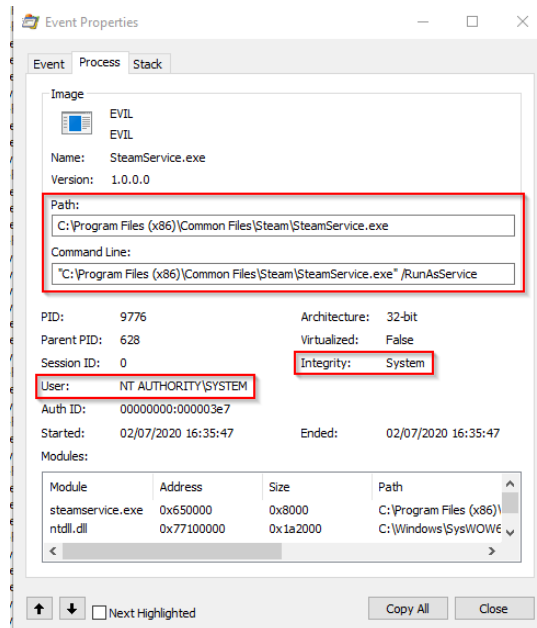 Event Properties
Event Process Stack
Image
EVIL
EVIL
Name: SteamService.exe
Version: 1.0.0.0
Path:
C:\Program Files (x86)\Common Files\Steam\SteamService.exe
Command Line:
"C:\Program Files (x86)\Common Files\Steam\SteamService.exe" /RunAsService
PID: 9776 Architecture: 32-bit
Parent PID: 628 Virtualized: False
Session ID: 0 Integrity: System
User: NT AUTHORITY\SYSTEM
Auth ID: 00000000:000003e7
Started: 02/07/2020 16:35:47 Ended: 02/07/2020 16:35:47
Modules:
Module Address Size Path
steamservice.exe 0x650000 0x8000 C:\Program Files (x86)\
ntdll.dll 0x77100000 0x1a2000 C:\Windows\SysWOW6
Next Highlighted Copy All Close